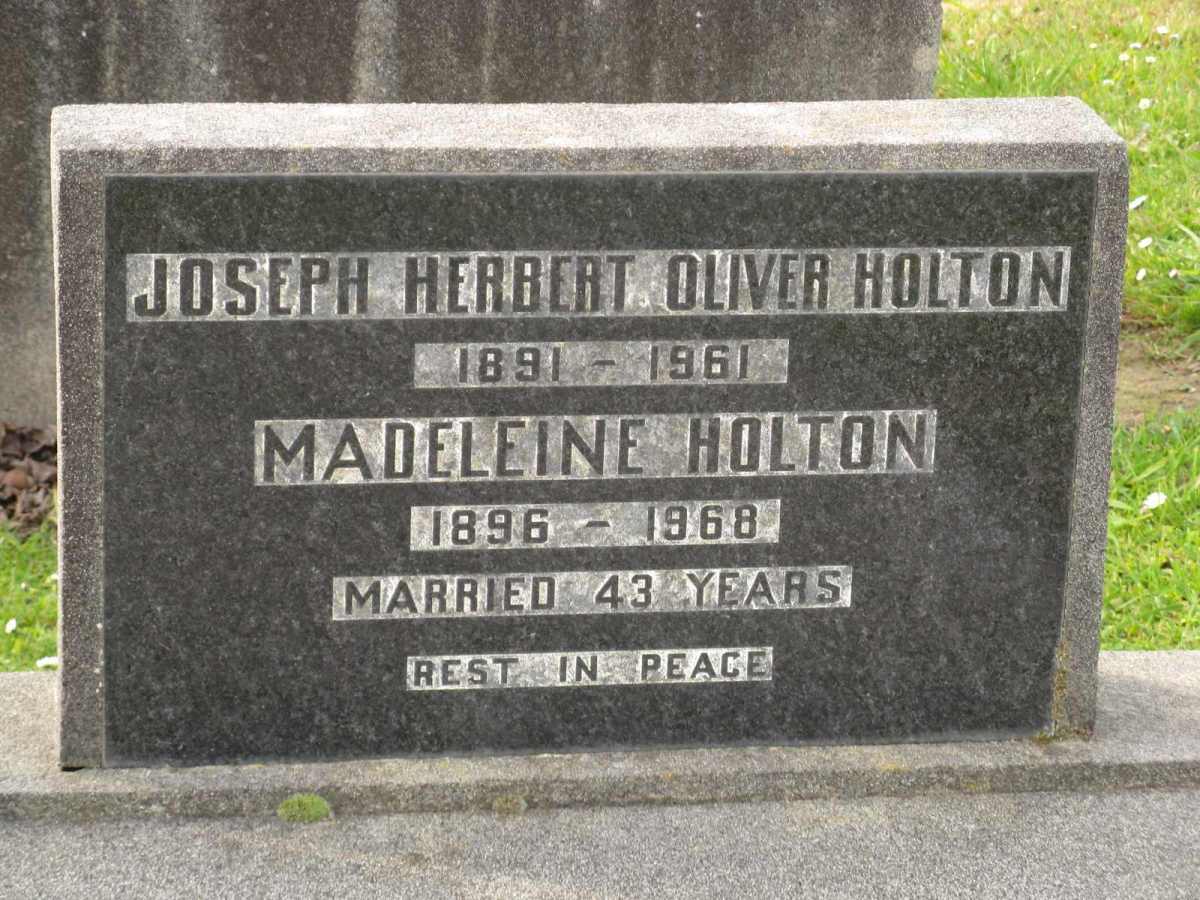 JOSEPH HERBERT OLIVER HOLTON
1891 - 1961
MADELEINE HOLTON
1896 - 1968
MARRIED 43 YEARS
REST IN PEACE